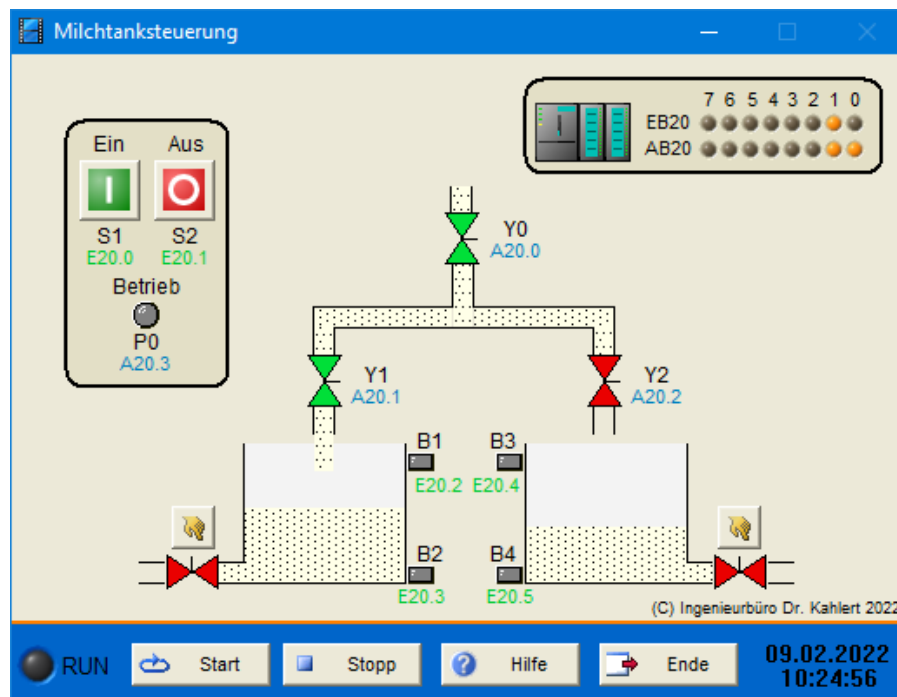 Milchtanksteuerung
7 6 5 4 3 2 1 0
EB20
AB20
Ein Aus
S1 S2
E20.0 E20.1
Betrieb
P0
A20.3
Y0
A20.0
Y1
A20.1
Y2
A20.2
B1 B3
E20.2 E20.4
B2 B4
E20.3 E20.5
(C) Ingenieurbüro Dr. Kahlert 2022
RUN Start Stopp Hilfe Ende 09.02.2022
10:24:56